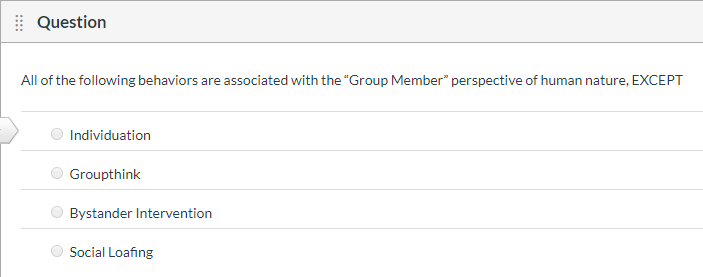 Question
All of the following behaviors are associated with the “Group Member” perspective of human nature, EXCEPT
Individuation
Groupthink
Bystander Intervention
Social Loafing